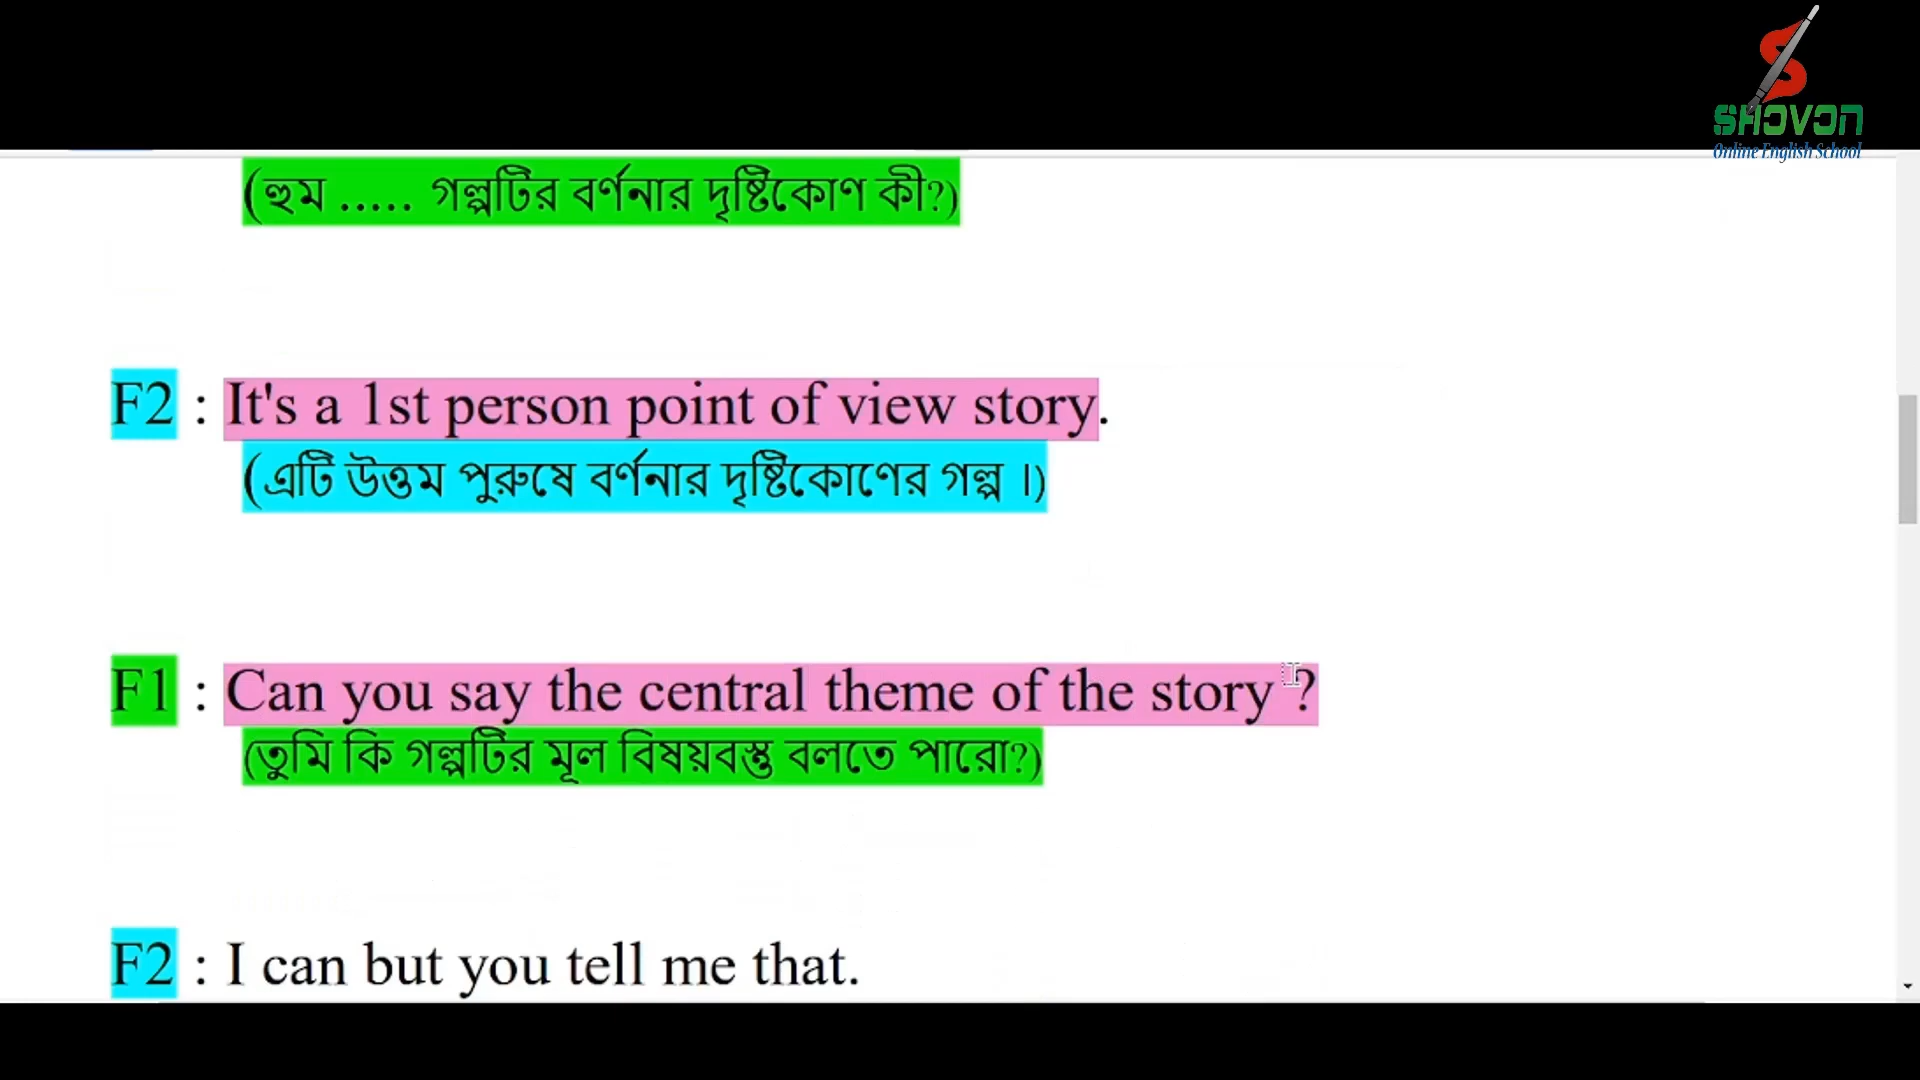 SHOVON
Online English School
(হুম ..... গল্পটির বর্ণনার দৃষ্টিকোণ কী?)
F2 : It's a 1st person point of view story.
(এটি উত্তম পুরুষে বর্ণনার দৃষ্টিকোণের গল্প ।)
F1 : Can you say the central theme of the story ?
(তুমি কি গল্পটির মূল বিষয়বস্তু বলতে পারো?)
F2 : I can but you tell me that.